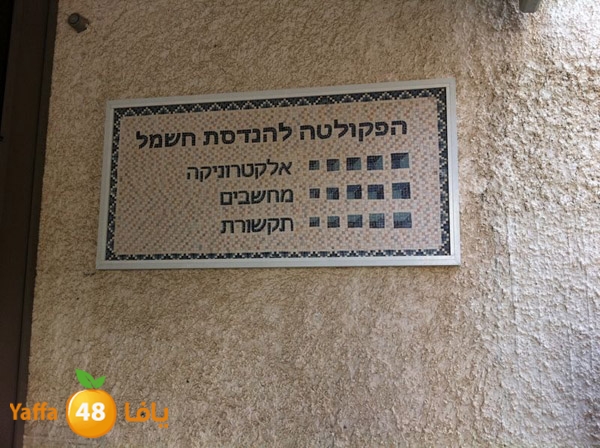 הפקולטה להנדסת חשמל
אלקטרוניקה
מחשבים
תקשורת
Yaffa 48 يافا